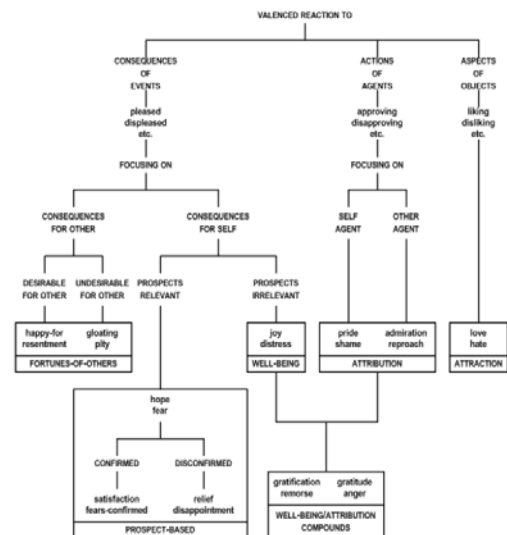 VALENCED REACTION TO
CONSEQUENCES
OF
EVENTS
ACTIONS
OF
AGENTS
ASPECTS
OF
OBJECTS
pleased
displeased
etc.
approving
disapproving
etc.
liking
disliking
etc.
FOCUSING ON
FOCUSING ON
CONSEQUENCES
FOR OTHER
CONSEQUENCES
FOR SELF
SELF
AGENT
OTHER
AGENT
DESIRABLE
FOR OTHER
UNDESIRABLE
FOR OTHER
PROSPECTS
RELEVANT
PROSPECTS
IRRELEVANT
happy-for
resentment
gloating
pity
FORTUNES-OF-OTHERS
joy
distress
WELL-BEING
pride
shame
admiration
reproach
ATTRIBUTION
love
hate
ATTRACTION
hope
fear
CONFIRMED
DISCONFIRMED
satisfaction
fears-confirmed
relief
disappointment
PROSPECT-BASED
gratification
remorse
gratitude
anger
WELL-BEING/ATTRIBUTION
COMPOUNDS